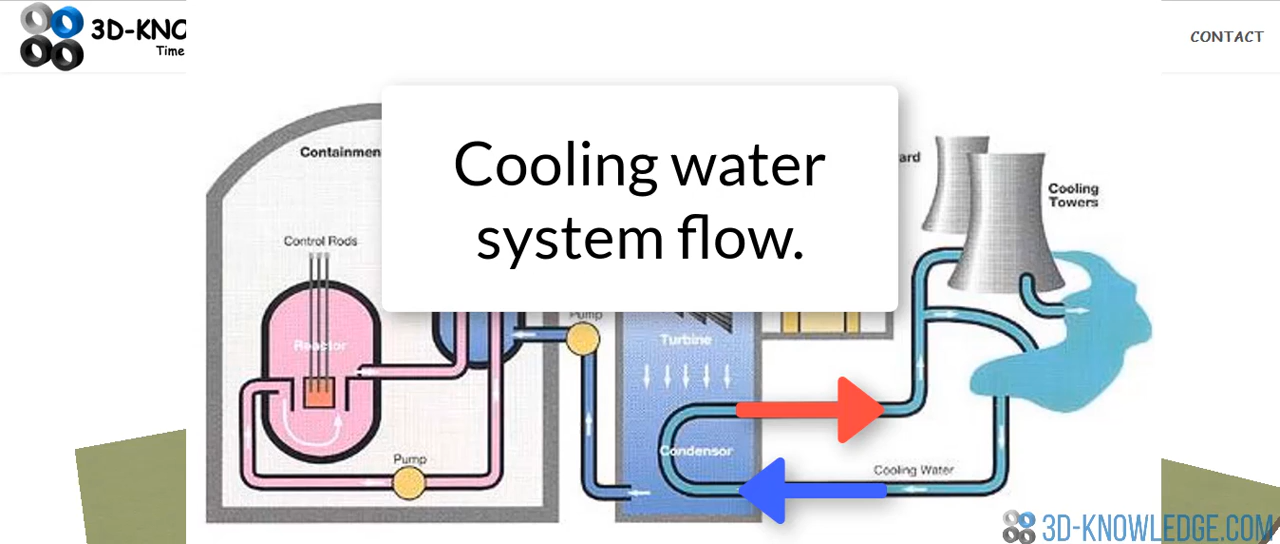 3D-KNO
Time
CONTACT
Cooling water
system flow.
Containmen
ard
Cooling
Towers
Control Rods
Pump
Reactor
Turbine
Condensor
Pump
Cooling Water
3D-KNOWLEDGE.COM